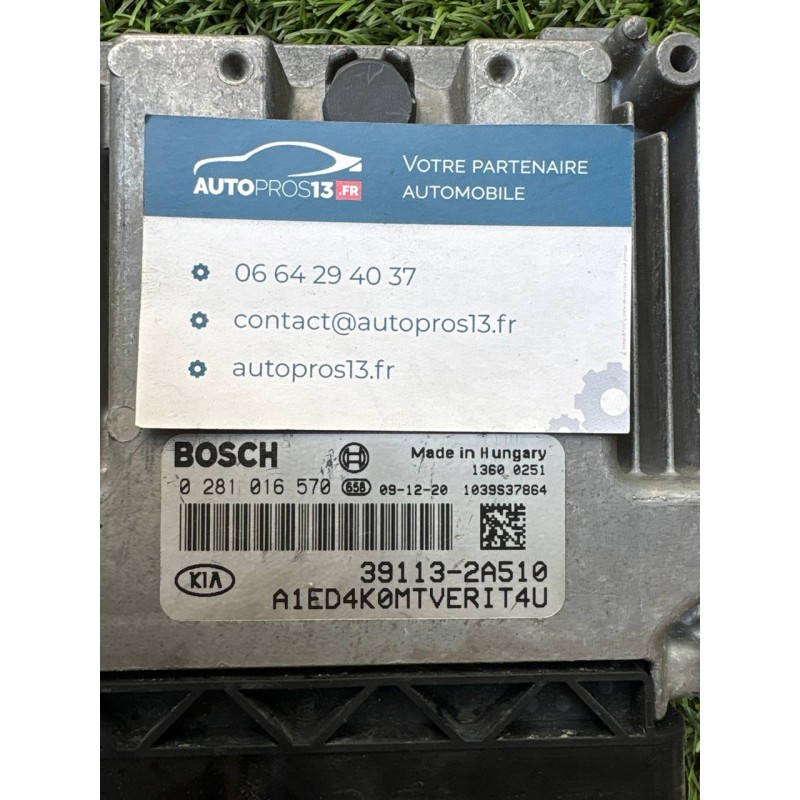 AUTOPROS13.FR
VOTRE PARTENAIRE
AUTOMOBILE
06 64 29 40 37
contact@autopros13.fr
autopros13.fr
BOSCH
Made in Hungary
1360 0251
0 281 016 570 65B 09-12-20 1039S37864
KIA
39113-2A510
A1ED4K0MTVERIT4U